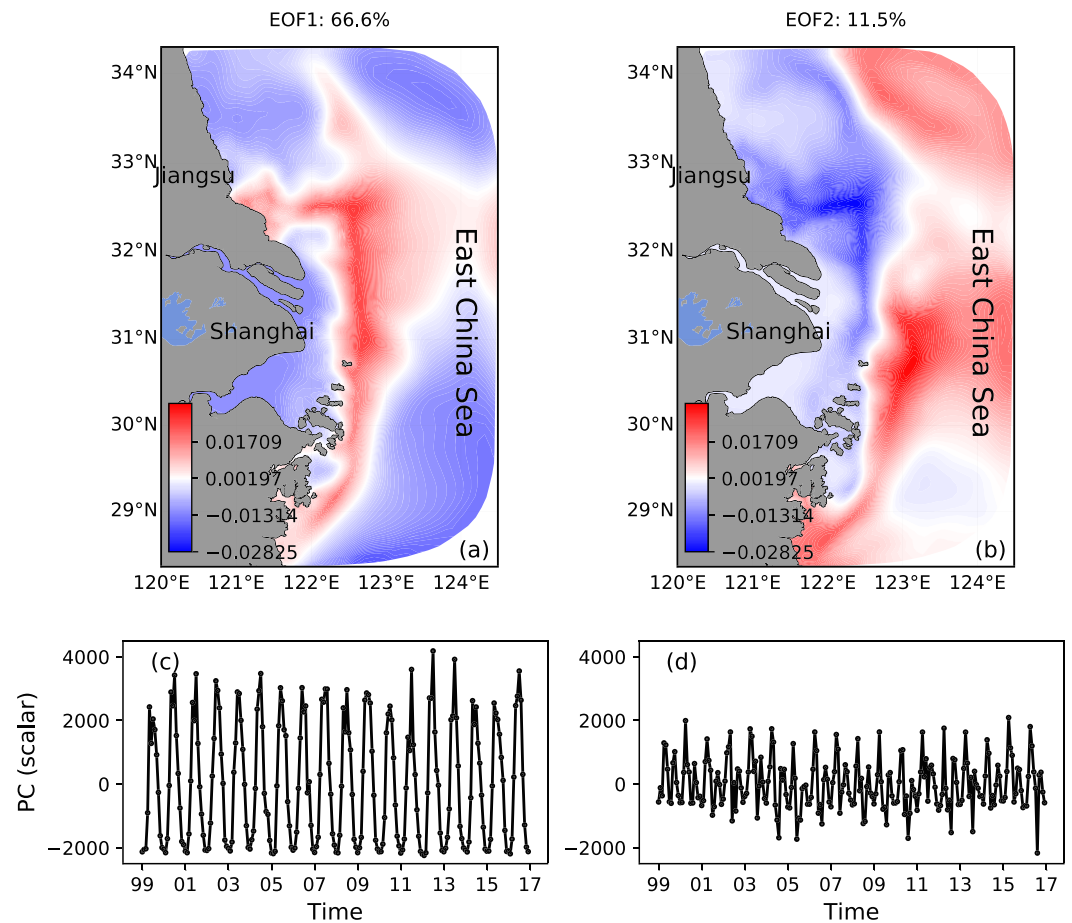 EOF1: 66.6%
EOF2: 11.5%
34°N
33°N
32°N
31°N
30°N
29°N
120°E
121°E
122°E
123°E
124°E
Jiangsu
Shanghai
East China Sea
0.01709
0.00197
−0.01314
−0.02825
(a)
34°N
33°N
32°N
31°N
30°N
29°N
120°E
121°E
122°E
123°E
124°E
Jiangsu
Shanghai
East China Sea
0.01709
0.00197
−0.01314
−0.02825
(b)
PC (scalar)
4000
2000
0
−2000
(c)
99 01 03 05 07 09 11 13 15 17
Time
4000
2000
0
−2000
(d)
99 01 03 05 07 09 11 13 15 17
Time